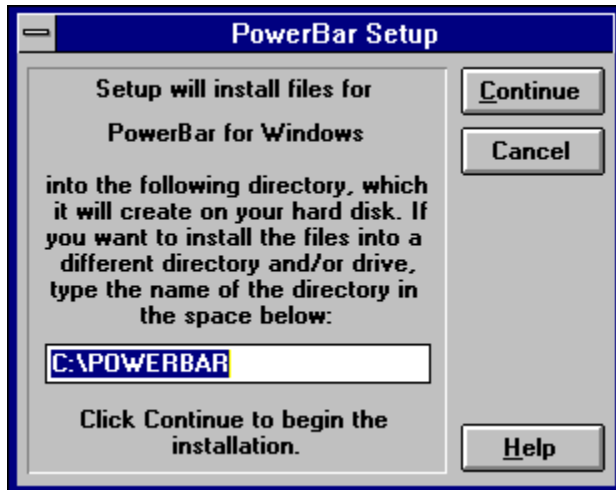 PowerBar Setup
Setup will install files for
PowerBar for Windows
into the following directory, which
it will create on your hard disk. If
you want to install the files into a
different directory and/or drive,
type the name of the directory in
the space below:
C:\POWERBAR
Click Continue to begin the
installation.
Continue
Cancel
Help